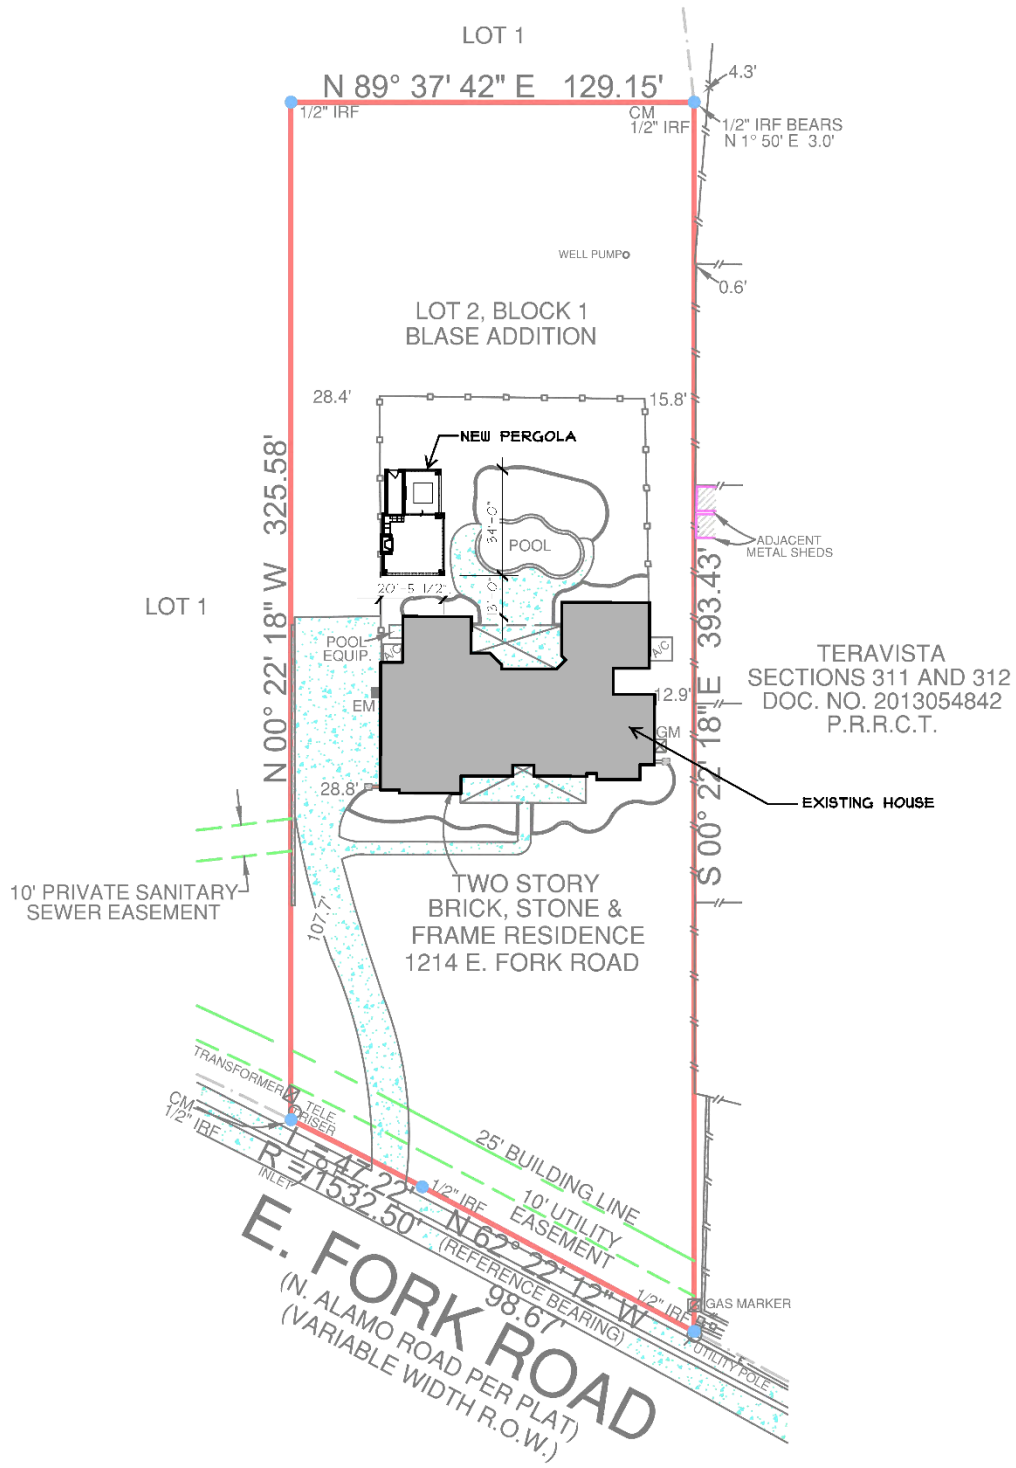 LOT 1
N 89° 37' 42" E 129.15'
4.3'
1/2" IRF
CM
1/2" IRF
1/2" IRF BEARS
N 1° 50' E 3.0'
WELL PUMP
0.6'
LOT 2, BLOCK 1
BLASE ADDITION
28.4'
15.8'
NEW PERGOLA
N 00° 22' 18" W 325.58'
34'-0"
POOL
ADJACENT
METAL SHEDS
20'-5 1/2"
13'-0"
LOT 1
POOL
EQUIP.
A/C
A/C
S 00° 22' 18" E 393.43'
TERAVISTA
SECTIONS 311 AND 312
DOC. NO. 2013054842
P.R.R.C.T.
EM
12.9'
GM
28.8'
EXISTING HOUSE
10' PRIVATE SANITARY
SEWER EASEMENT
107.7'
TWO STORY
BRICK, STONE &
FRAME RESIDENCE
1214 E. FORK ROAD
TRANSFORMER
TELE.
RISER
CM
1/2" IRF
25' BUILDING LINE
10' UTILITY
EASEMENT
L = 47.22'
R = 1532.50'
INLET
1/2" IRF
N 62° 22' 12" W
(REFERENCE BEARING)
98.67'
1/2" IRF
GAS MARKER
UTILITY POLE
E. FORK ROAD
(N. ALAMO ROAD PER PLAT)
(VARIABLE WIDTH R.O.W.)